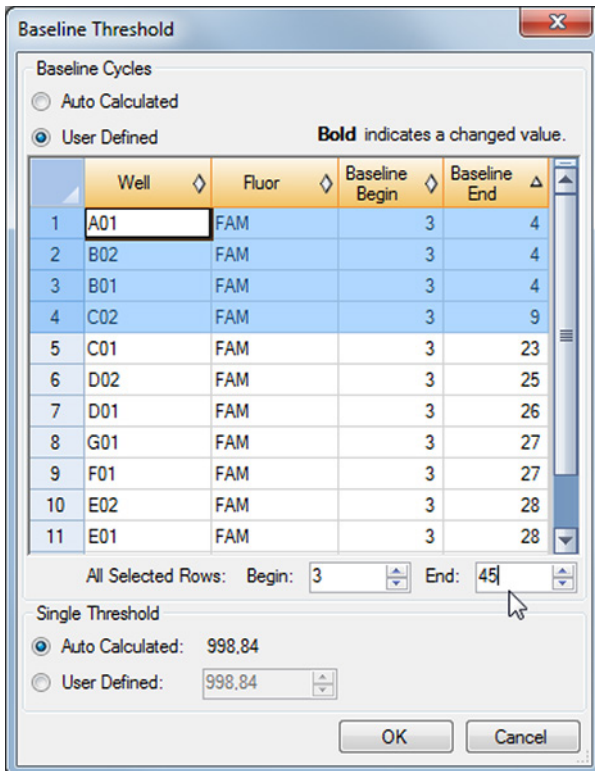 Baseline Threshold
Baseline Cycles
Auto Calculated
User Defined
Bold indicates a changed value.
Well Fluor Baseline Begin Baseline End
1 A01 FAM 3 4
2 B02 FAM 3 4
3 B01 FAM 3 4
4 C02 FAM 3 9
5 C01 FAM 3 23
6 D02 FAM 3 25
7 D01 FAM 3 26
8 G01 FAM 3 27
9 F01 FAM 3 27
10 E02 FAM 3 28
11 E01 FAM 3 28
All Selected Rows: Begin: 3 End: 45
Single Threshold
Auto Calculated: 998,84
User Defined: 998,84
OK Cancel